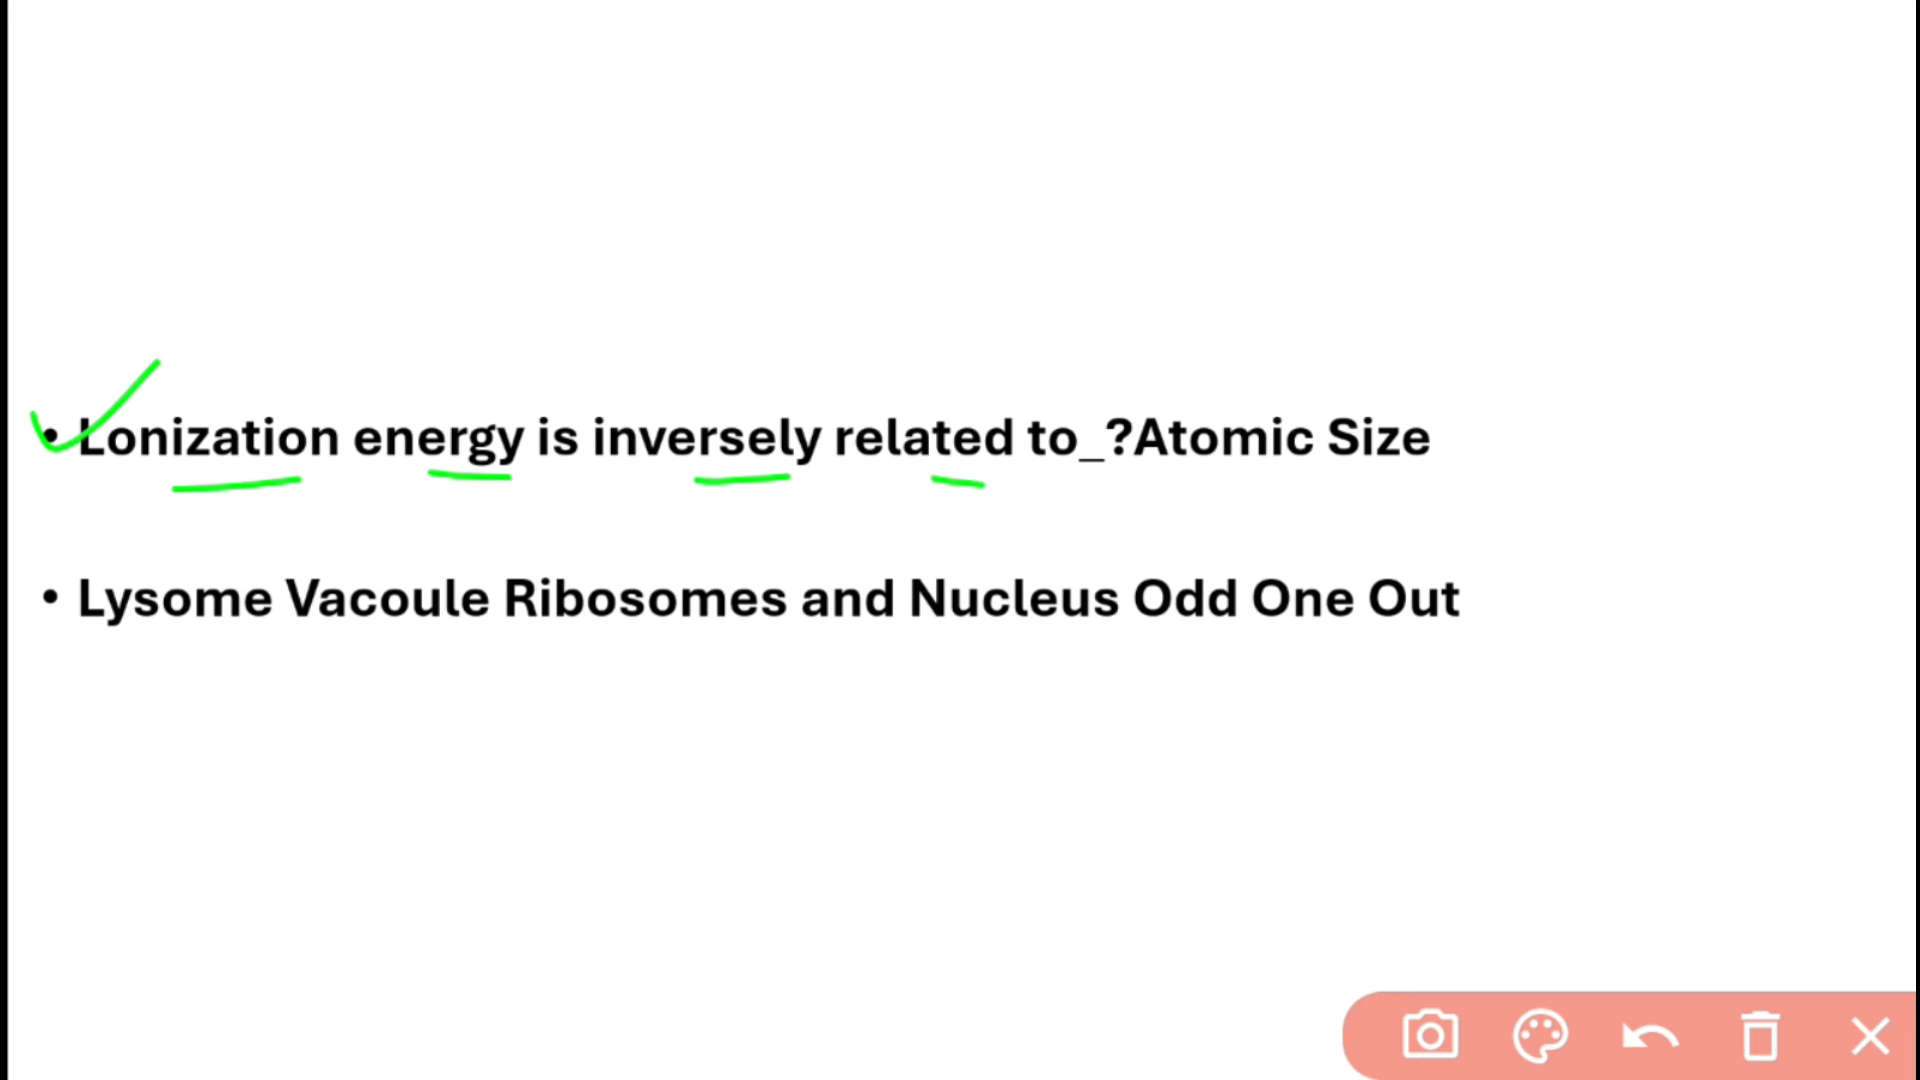 • Lonization energy is inversely related to_?Atomic Size
• Lysome Vacoule Ribosomes and Nucleus Odd One Out